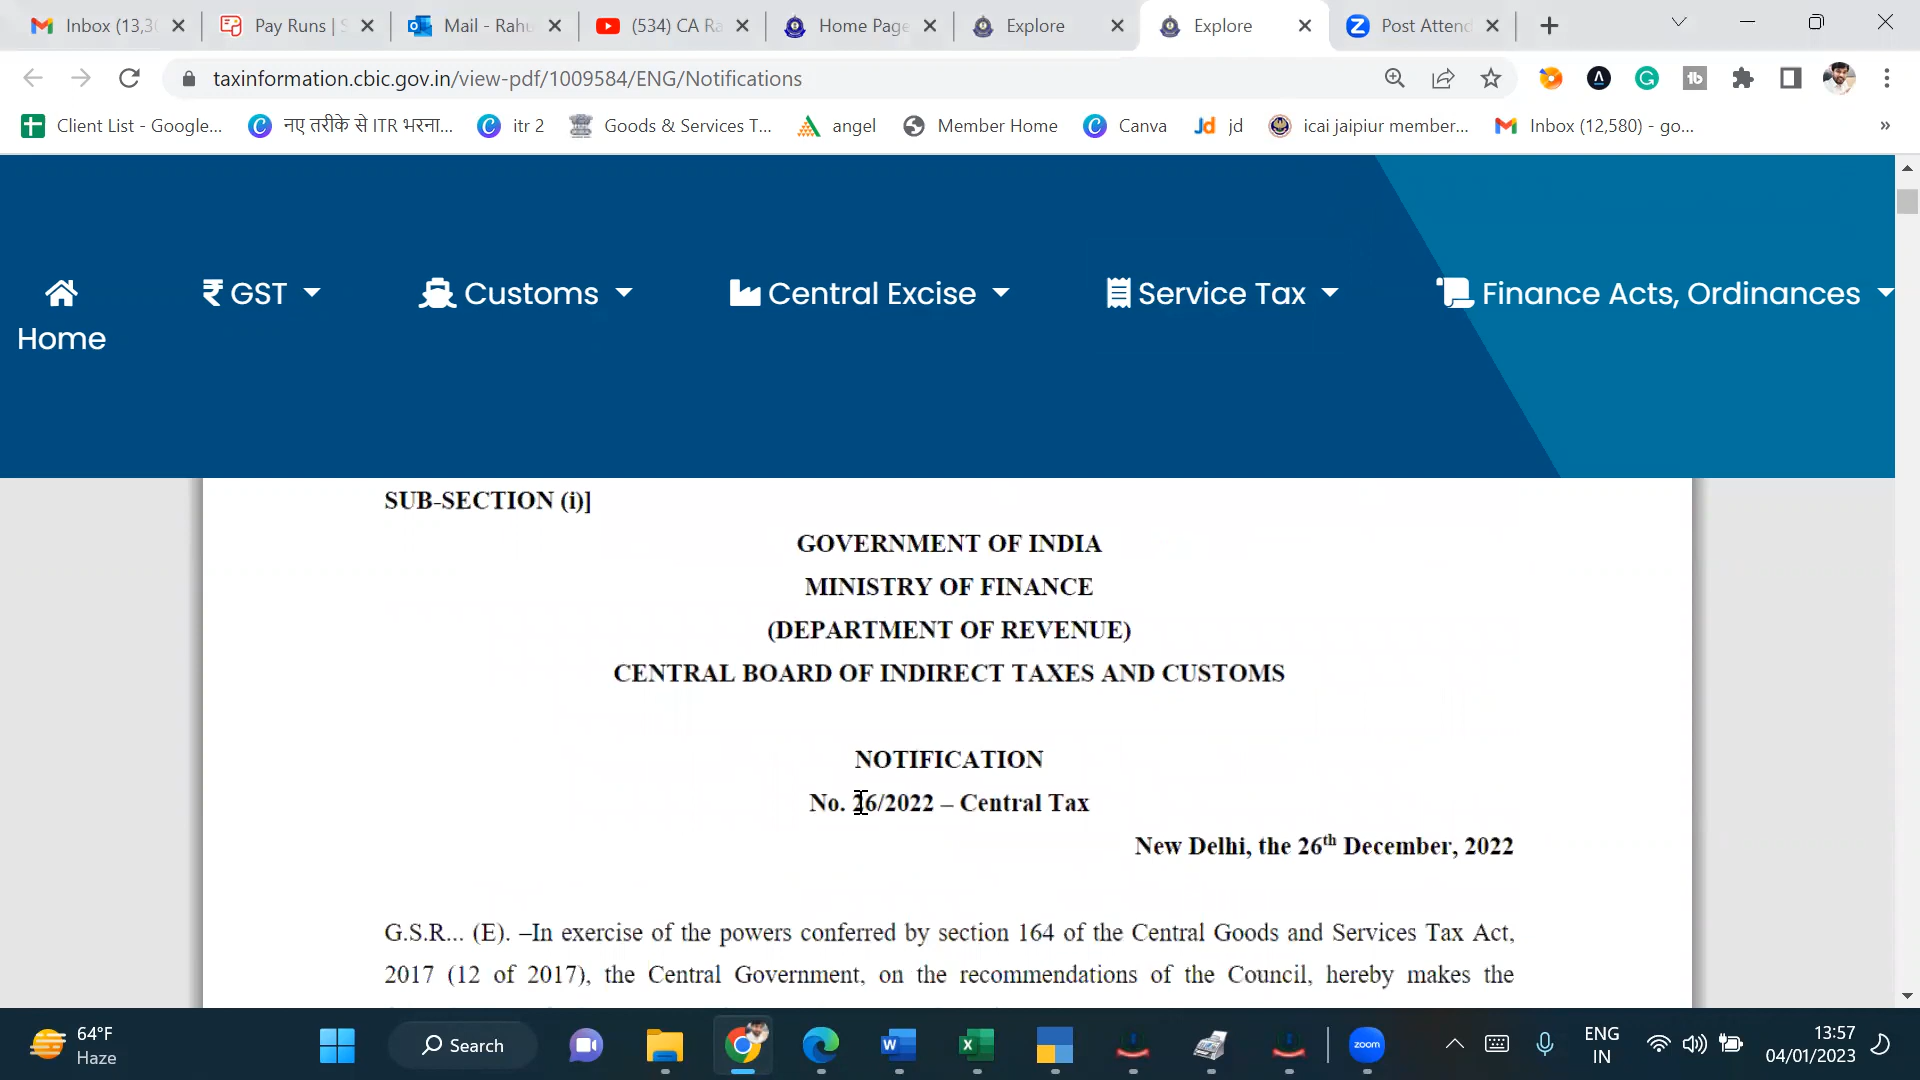 Inbox (13,3
Pay Runs | S
Mail - Rahu
(534) CA Ra
Home Page
Explore
Explore
Post Attend
taxinformation.cbic.gov.in/view-pdf/1009584/ENG/Notifications
Client List - Google...
नए तरीके से ITR भरना...
itr 2
Goods & Services T...
angel
Member Home
Canva
jd
icai jaipiur member...
Inbox (12,580) - go...
»
Home
₹ GST
Customs
Central Excise
Service Tax
Finance Acts, Ordinances
SUB-SECTION (i)]
GOVERNMENT OF INDIA
MINISTRY OF FINANCE
(DEPARTMENT OF REVENUE)
CENTRAL BOARD OF INDIRECT TAXES AND CUSTOMS
NOTIFICATION
No. 26/2022 – Central Tax
New Delhi, the 26th December, 2022
G.S.R... (E). –In exercise of the powers conferred by section 164 of the Central Goods and Services Tax Act,
2017 (12 of 2017), the Central Government, on the recommendations of the Council, hereby makes the
64°F
Haze
Search
zoom
ENG
IN
13:57
04/01/2023